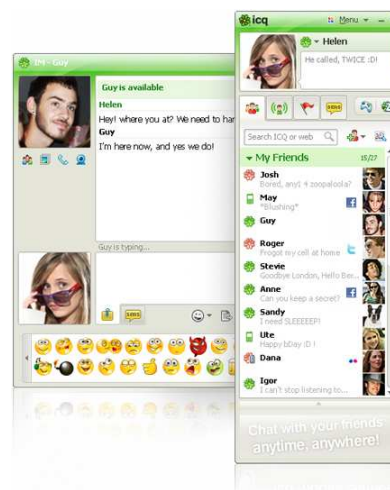 icq
Menu
IM - Guy
Helen
He called, TWICE :D!
Guy is available
Helen
Hey! where you at? We need to har
Guy
I'm here now, and yes we do!
Guy is typing...
SEND
SMS
Search ICQ or web
My Friends 15/27
Josh
Bored, any1 4 zoopaloola?
May
*Blushing*
Guy
Roger
Frogot my cell at home
Stevie
Goodbye London, Hello Ber...
Anne
Can you keep a secret?
Sandy
I need SLEEEEEP!
Ute
Happy bDay :D !
Dana
Igor
I can't stop listening to...
Chat with your friends
anytime, anywhere!